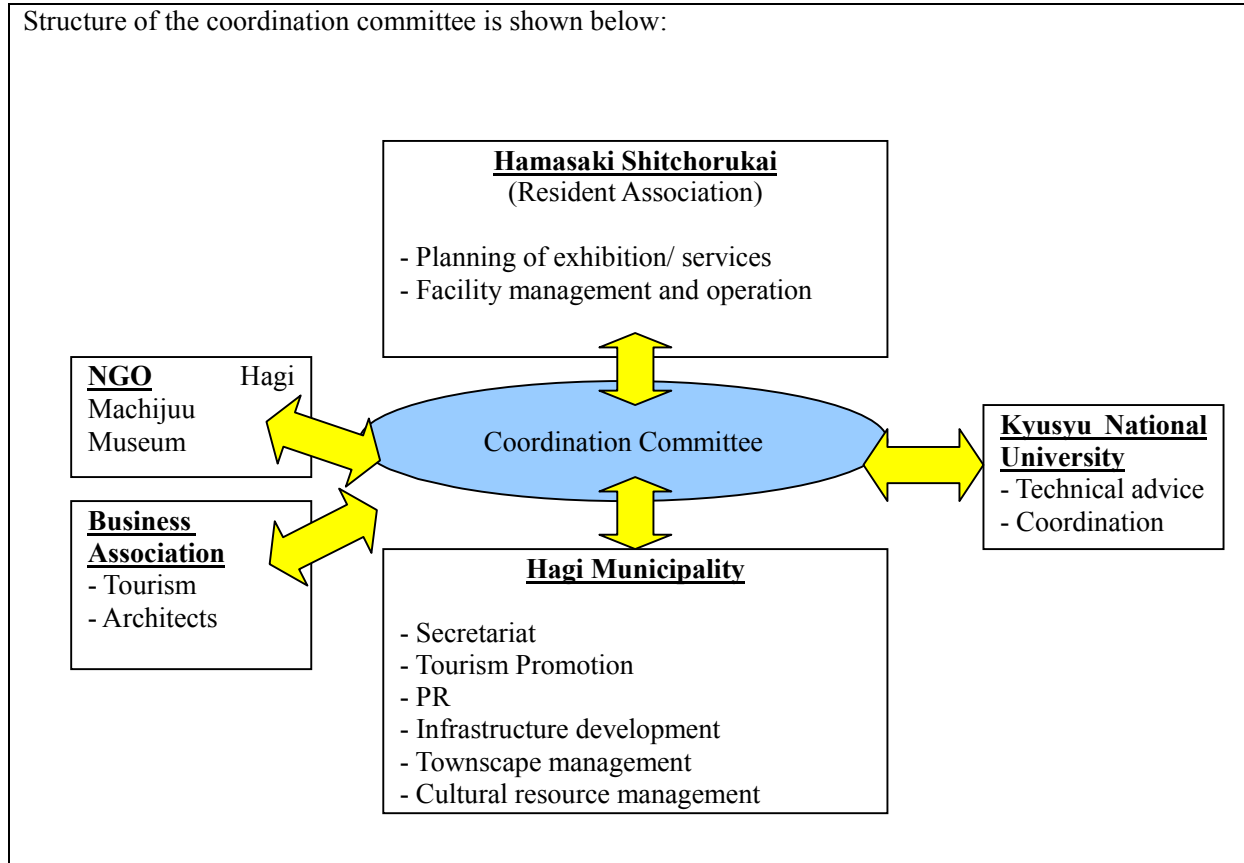 Structure of the coordination committee is shown below:
Hamasaki Shitchorukai
(Resident Association)
- Planning of exhibition/ services
- Facility management and operation
NGO Hagi
Machijuu
Museum
Coordination Committee
Kyusyu National
University
- Technical advice
- Coordination
Business
Association
- Tourism
- Architects
Hagi Municipality
- Secretariat
- Tourism Promotion
- PR
- Infrastructure development
- Townscape management
- Cultural resource management